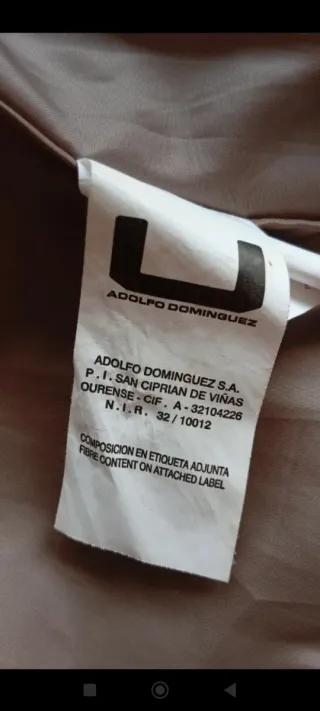 ADOLFO DOMINGUEZ
ADOLFO DOMINGUEZ S.A.
P.I. SAN CIPRIAN DE VIÑAS
OURENSE - CIF. A - 32104226
N.I.R. 32 / 10012
COMPOSICION EN ETIQUETA ADJUNTA
FIBRE CONTENT ON ATTACHED LABEL